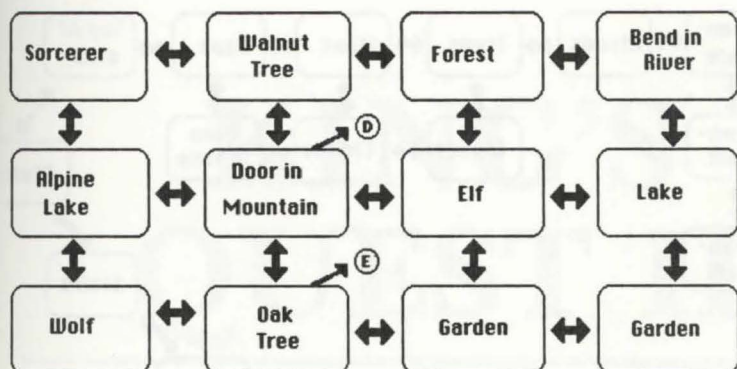 Sorcerer
Walnut
Tree
Forest
Bend in
River
D
Alpine
Lake
Door in
Mountain
Elf
Lake
E
Wolf
Oak
Tree
Garden
Garden